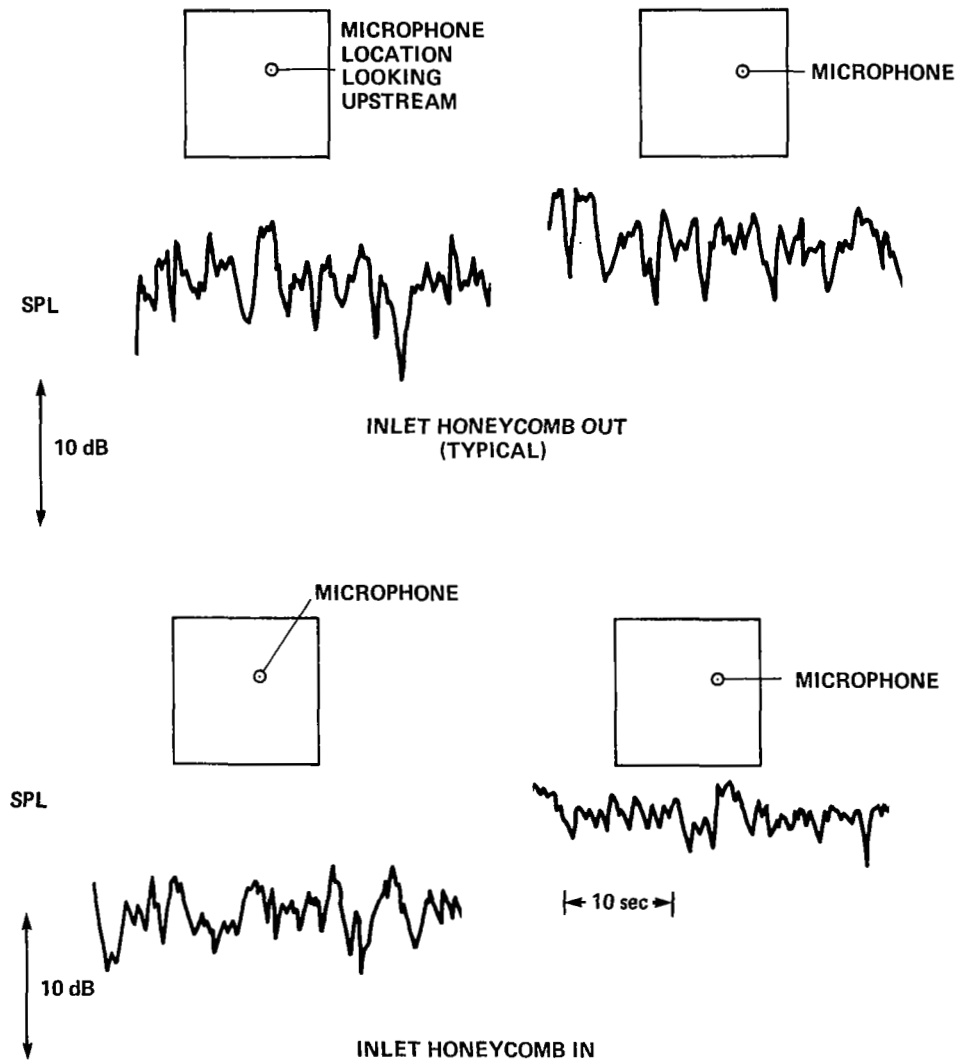 MICROPHONE
LOCATION
LOOKING
UPSTREAM
MICROPHONE
SPL
10 dB
INLET HONEYCOMB OUT
(TYPICAL)
MICROPHONE
MICROPHONE
SPL
10 sec
10 dB
INLET HONEYCOMB IN